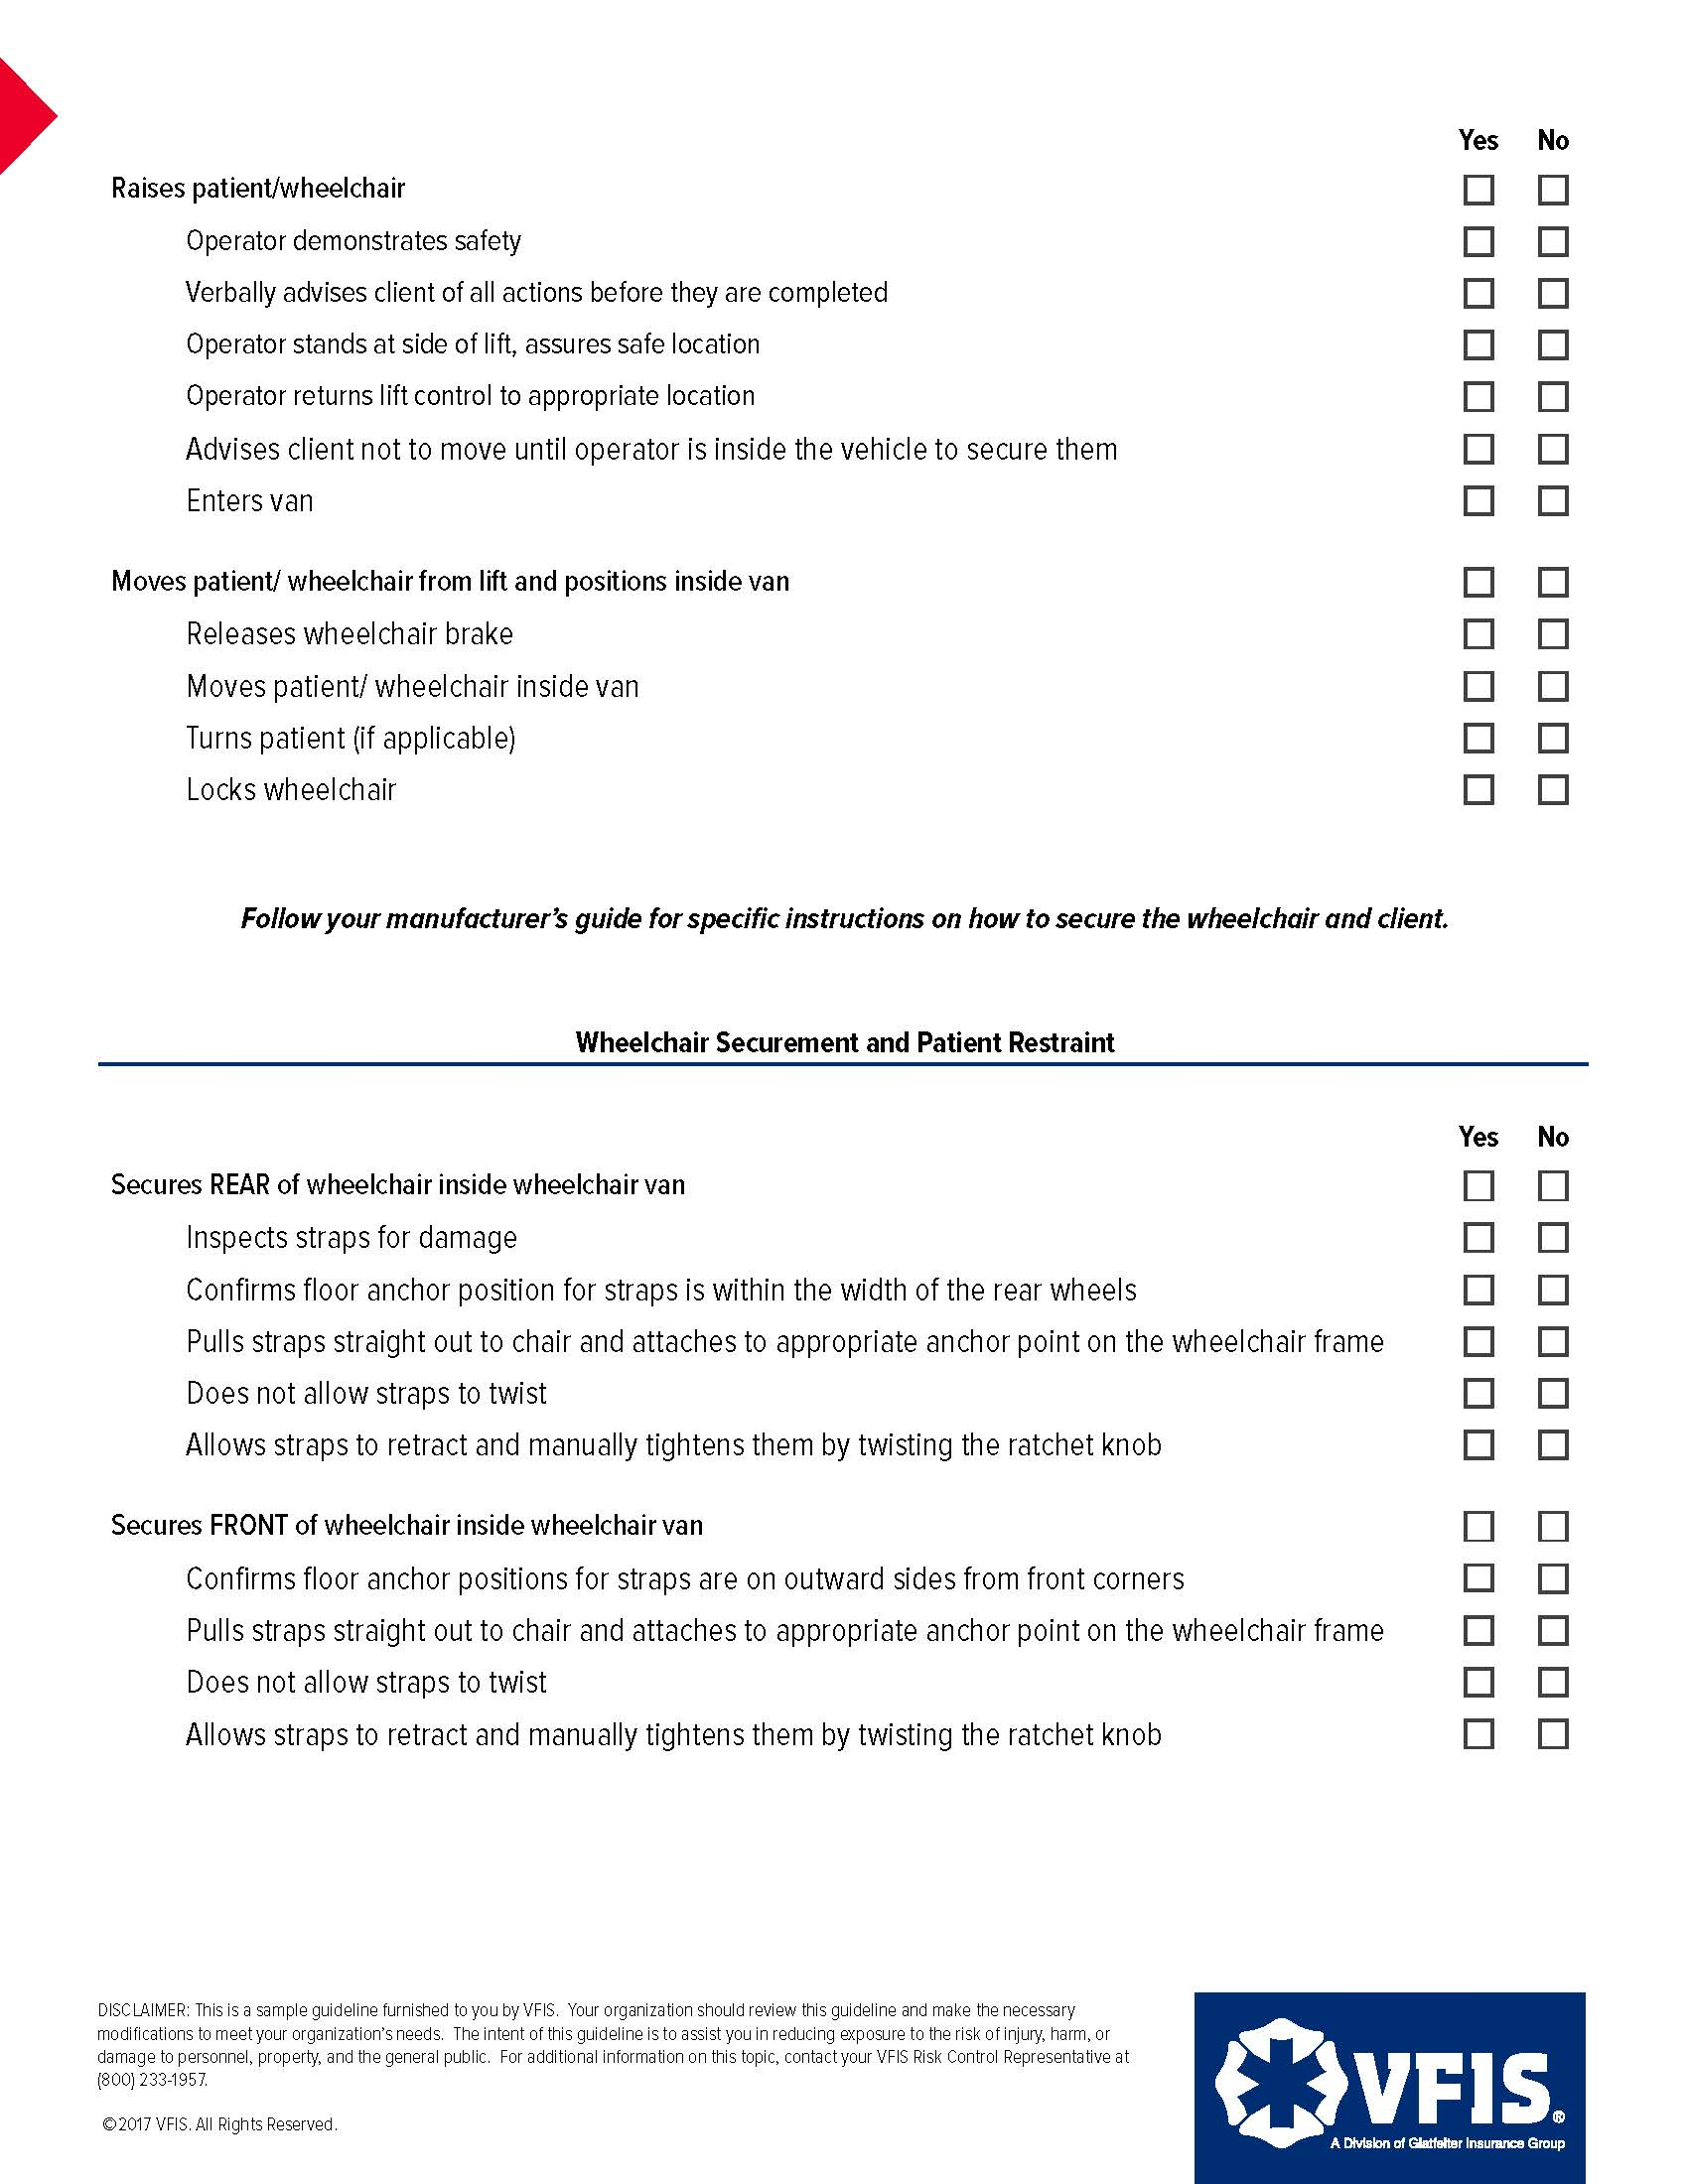 Yes No
Raises patient/wheelchair
Operator demonstrates safety
Verbally advises client of all actions before they are completed
Operator stands at side of lift, assures safe location
Operator returns lift control to appropriate location
Advises client not to move until operator is inside the vehicle to secure them
Enters van
Moves patient/ wheelchair from lift and positions inside van
Releases wheelchair brake
Moves patient/ wheelchair inside van
Turns patient (if applicable)
Locks wheelchair
Follow your manufacturer’s guide for specific instructions on how to secure the wheelchair and client.
Wheelchair Securement and Patient Restraint
Yes No
Secures REAR of wheelchair inside wheelchair van
Inspects straps for damage
Confirms floor anchor position for straps is within the width of the rear wheels
Pulls straps straight out to chair and attaches to appropriate anchor point on the wheelchair frame
Does not allow straps to twist
Allows straps to retract and manually tightens them by twisting the ratchet knob
Secures FRONT of wheelchair inside wheelchair van
Confirms floor anchor positions for straps are on outward sides from front corners
Pulls straps straight out to chair and attaches to appropriate anchor point on the wheelchair frame
Does not allow straps to twist
Allows straps to retract and manually tightens them by twisting the ratchet knob
DISCLAIMER: This is a sample guideline furnished to you by VFIS. Your organization should review this guideline and make the necessary
modifications to meet your organization’s needs. The intent of this guideline is to assist you in reducing exposure to the risk of injury, harm, or
damage to personnel, property, and the general public. For additional information on this topic, contact your VFIS Risk Control Representative at
(800) 233-1957.
©2017 VFIS. All Rights Reserved.
VFIS®
A Division of Glatfelter Insurance Group